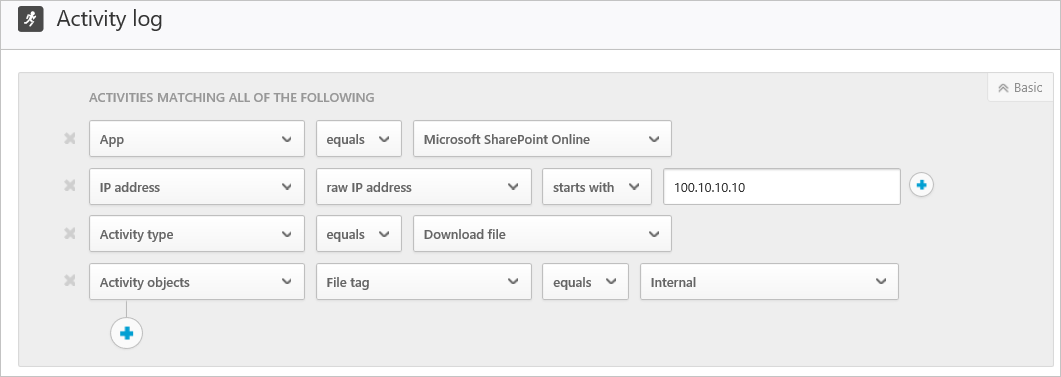 Activity log
Basic
ACTIVITIES MATCHING ALL OF THE FOLLOWING
App equals Microsoft SharePoint Online
IP address raw IP address starts with 100.10.10.10
Activity type equals Download file
Activity objects File tag equals Internal